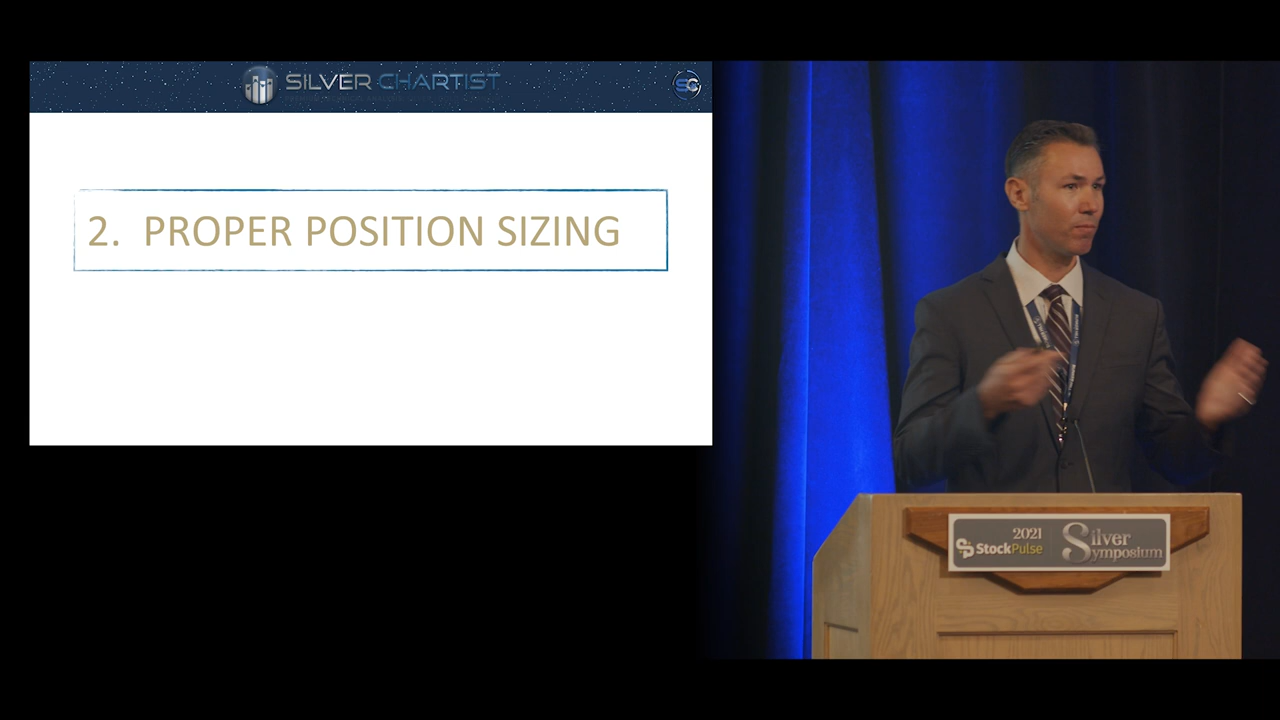 SILVER CHARTIST
SC
2. PROPER POSITION SIZING
2021
StockPulse
Silver
Symposium